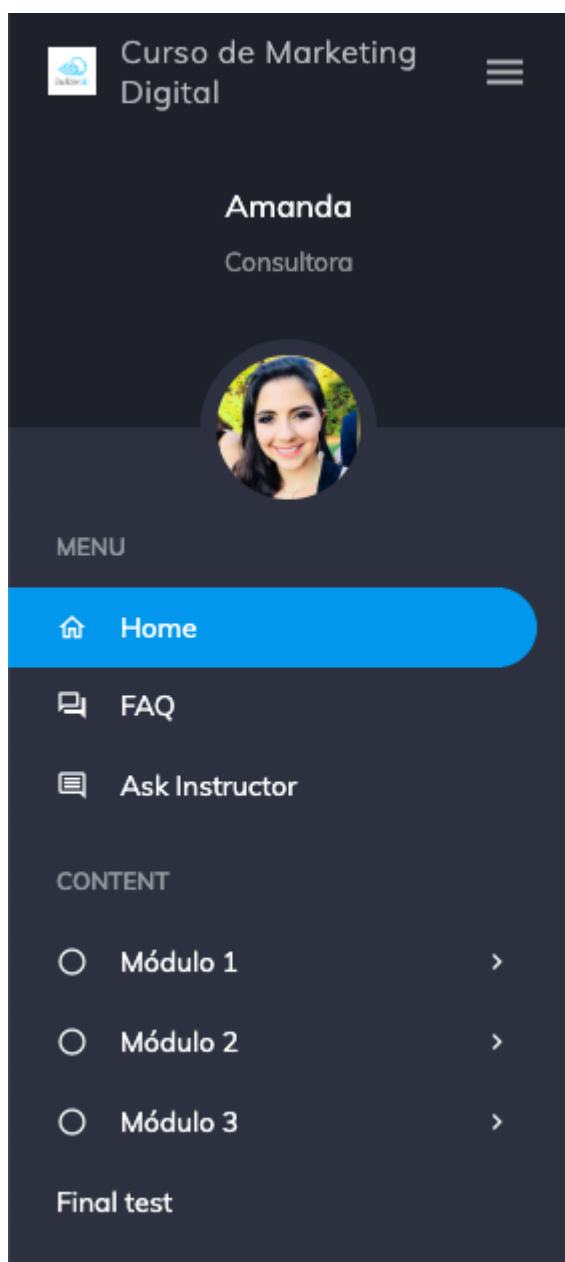 Curso de Marketing
Digital
Amanda
Consultora
MENU
Home
FAQ
Ask Instructor
CONTENT
Módulo 1
Módulo 2
Módulo 3
Final test